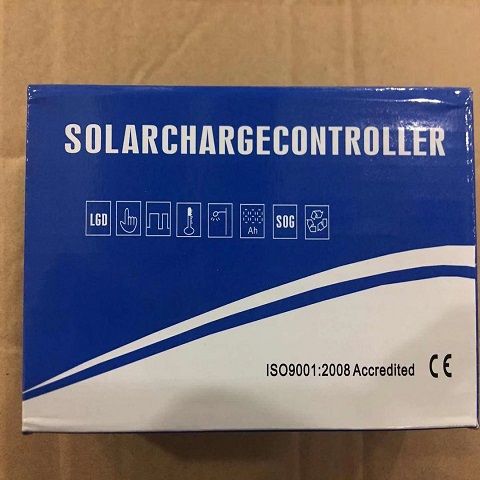 SOLARCHARGECONTROLLER
LGD
Ah
SOG
ISO9001:2008 Accredited CE